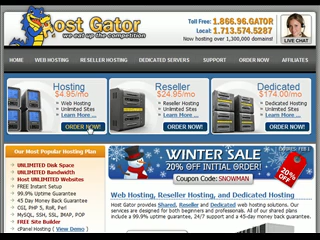 Host Gator
we eat up the competition
Toll Free: 1.866.96.GATOR
Local: 1.713.574.5287
Now hosting over 1,300,000 domains!
LIVE CHAT
HOME
WEB HOSTING
RESELLER HOSTING
DEDICATED SERVERS
SUPPORT
ORDER NOW
AFFILIATES
Hosting
$4.95/mo
Web Hosting
Unlimited Sites
Learn More ...
ORDER NOW!
Reseller
$24.95/mo
Reseller Hosting
Unlimited Sites
Learn More ...
ORDER NOW!
Dedicated
$174.00/mo
Dedicated Hosting
Unlimited Sites
Learn More ...
ORDER NOW!
Our Most Popular Hosting Plan
UNLIMITED Disk Space
UNLIMITED Bandwidth
Host UNLIMITED Websites
FREE Instant Setup
99.9% Uptime Guarantee
45 Day Money Back Guarantee
CGI, PHP 5, RoR, Perl
MySQL, SSH, SSL, IMAP, POP
FREE Site Builder
cPanel Hosting ( View Demo )
WINTER SALE
20% OFF INITIAL ORDER!
Coupon Code: SNOWMAN
20% OFF
Web Hosting, Reseller Hosting, and Dedicated Hosting
Host Gator provides Shared, Reseller, and Dedicated web hosting solutions. Our
services are designed for both beginners and professionals. All of our shared plans
include a 99.9% uptime guarantee, 24/7 support and a 45-day money back guarantee.